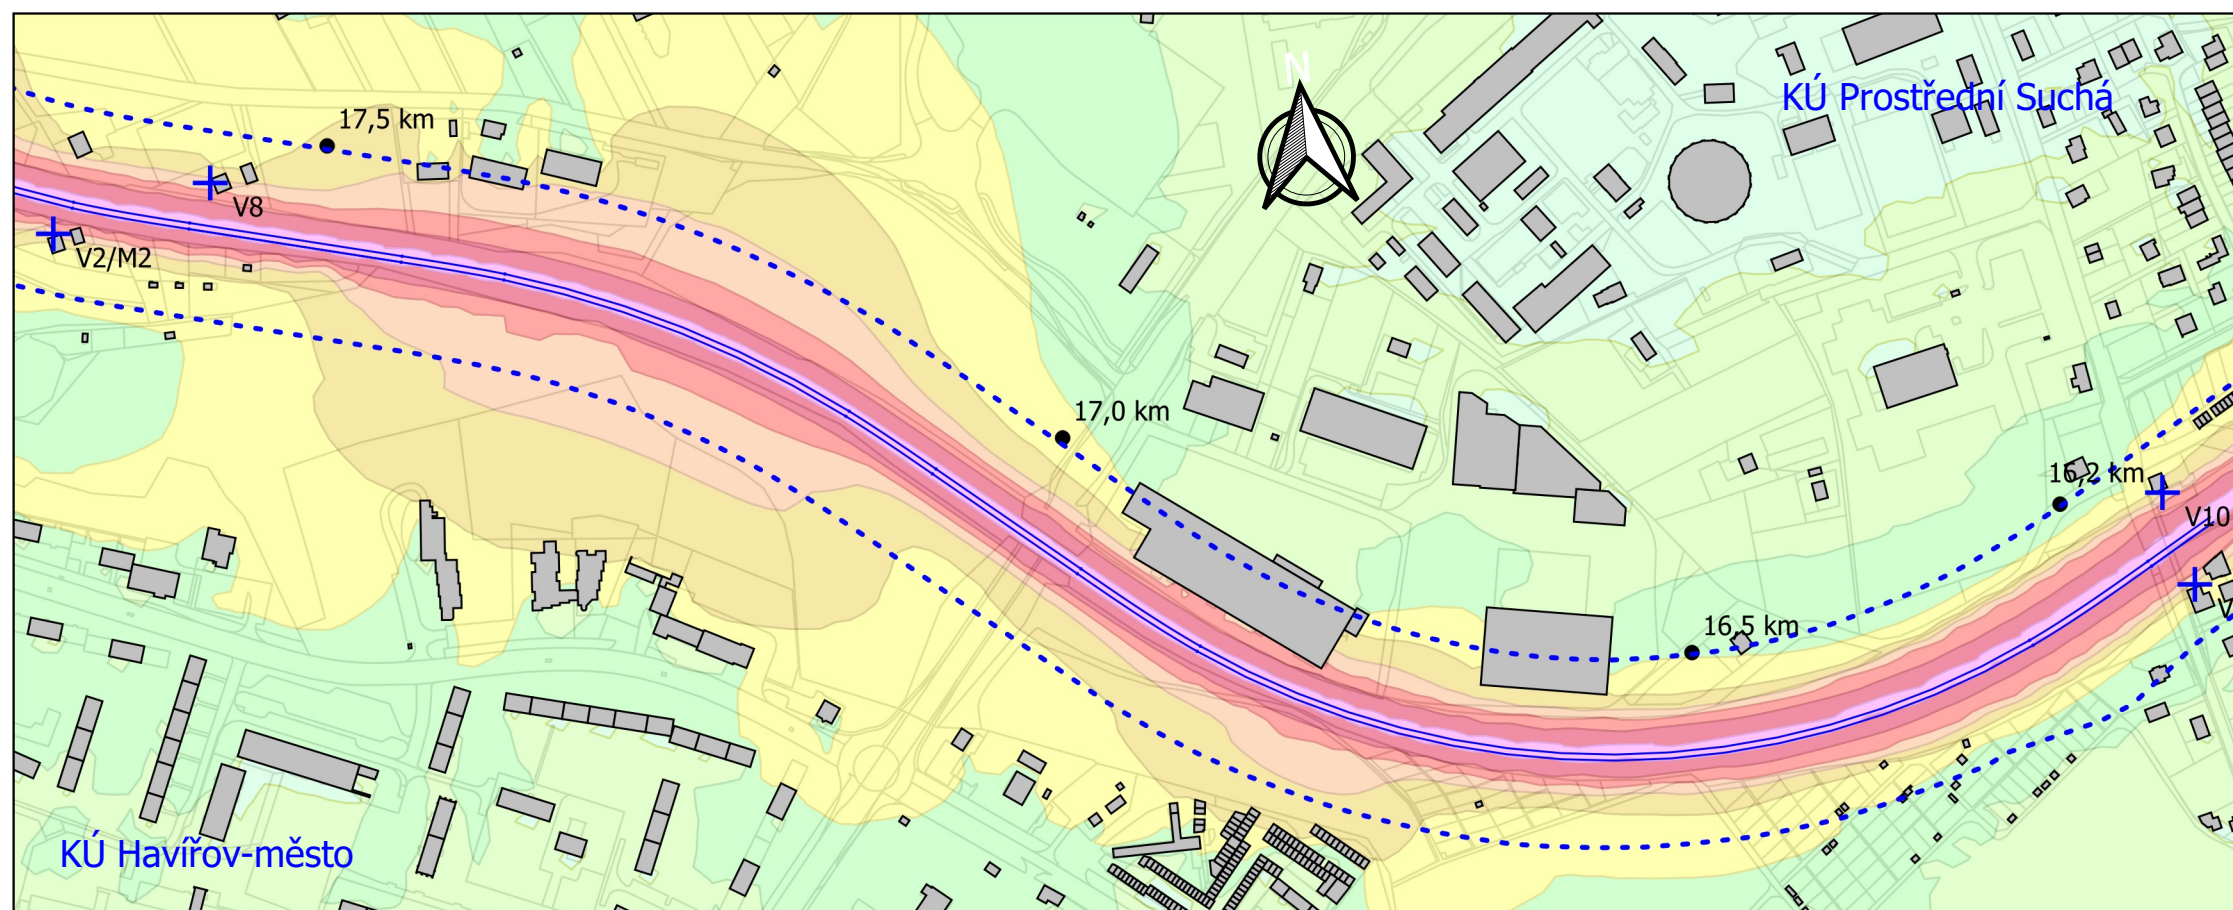 N
KÚ Prostřední Suchá
17,5 km
V8
V2/M2
17,0 km
16,2 km
V10
16,5 km
KÚ Havířov-město